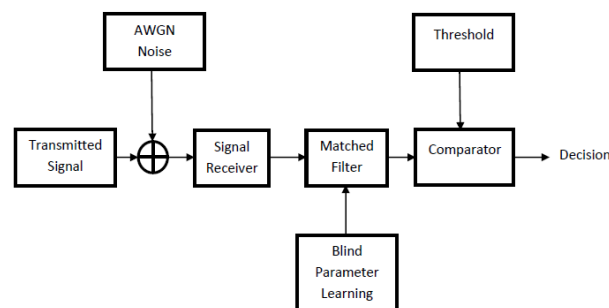 AWGN
Noise
Threshold
Transmitted
Signal
Signal
Receiver
Matched
Filter
Comparator
Decision
Blind
Parameter
Learning